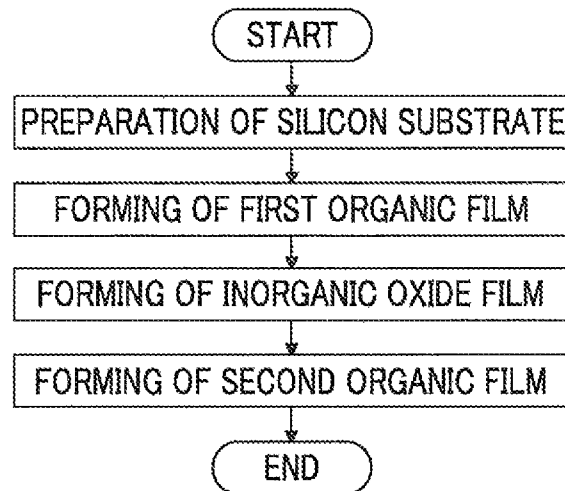 START
PREPARATION OF SILICON SUBSTRATE
FORMING OF FIRST ORGANIC FILM
FORMING OF INORGANIC OXIDE FILM
FORMING OF SECOND ORGANIC FILM
END